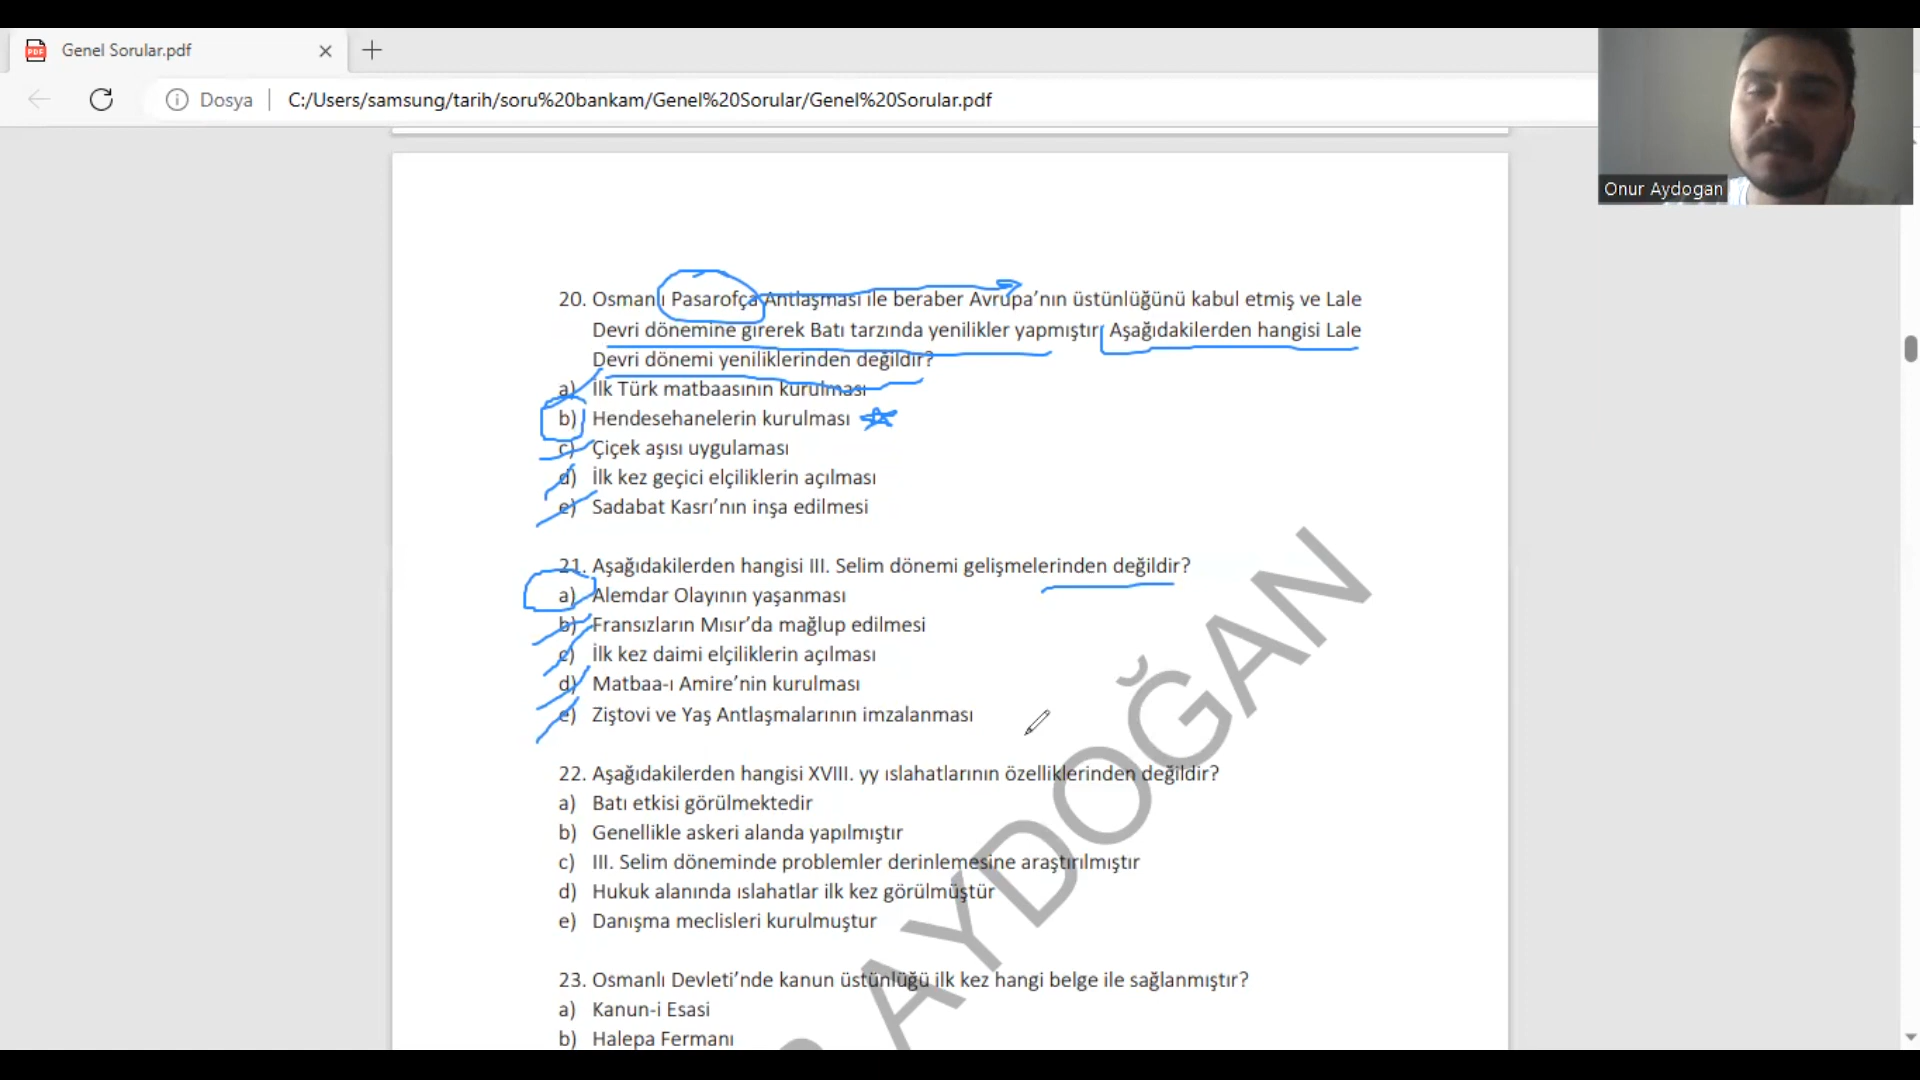 Genel Sorular.pdf
Dosya
C:/Users/samsung/tarih/soru%20bankam/Genel%20Sorular/Genel%20Sorular.pdf
Onur Aydogan
20. Osmanlı Pasarofça Antlaşması ile beraber Avrupa’nın üstünlüğünü kabul etmiş ve Lale
Devri dönemine girerek Batı tarzında yenilikler yapmıştır. Aşağıdakilerden hangisi Lale
Devri dönemi yeniliklerinden değildir?
a) İlk Türk matbaasının kurulması
b) Hendesehanelerin kurulması
c) Çiçek aşısı uygulaması
d) İlk kez geçici elçiliklerin açılması
e) Sadabat Kasrı’nın inşa edilmesi
21. Aşağıdakilerden hangisi III. Selim dönemi gelişmelerinden değildir?
a) Alemdar Olayının yaşanması
b) Fransızların Mısır’da mağlup edilmesi
c) İlk kez daimi elçiliklerin açılması
d) Matbaa-ı Amire’nin kurulması
e) Ziştovi ve Yaş Antlaşmalarının imzalanması
22. Aşağıdakilerden hangisi XVIII. yy ıslahatlarının özelliklerinden değildir?
a) Batı etkisi görülmektedir
b) Genellikle askeri alanda yapılmıştır
c) III. Selim döneminde problemler derinlemesine araştırılmıştır
d) Hukuk alanında ıslahatlar ilk kez görülmüştür
e) Danışma meclisleri kurulmuştur
23. Osmanlı Devleti’nde kanun üstünlüğü ilk kez hangi belge ile sağlanmıştır?
a) Kanun-i Esasi
b) Halepa Fermanı
AYDOĞAN